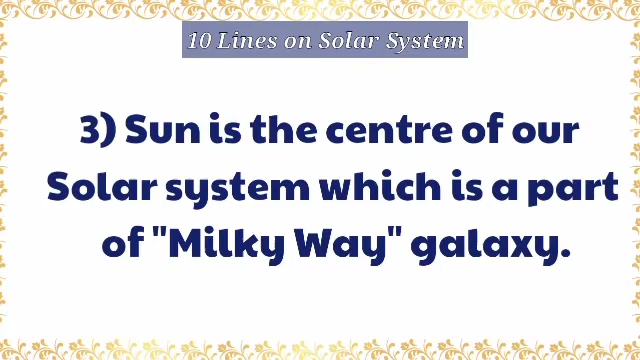 10 Lines on Solar System
3) Sun is the centre of our
Solar system which is a part
of "Milky Way" galaxy.